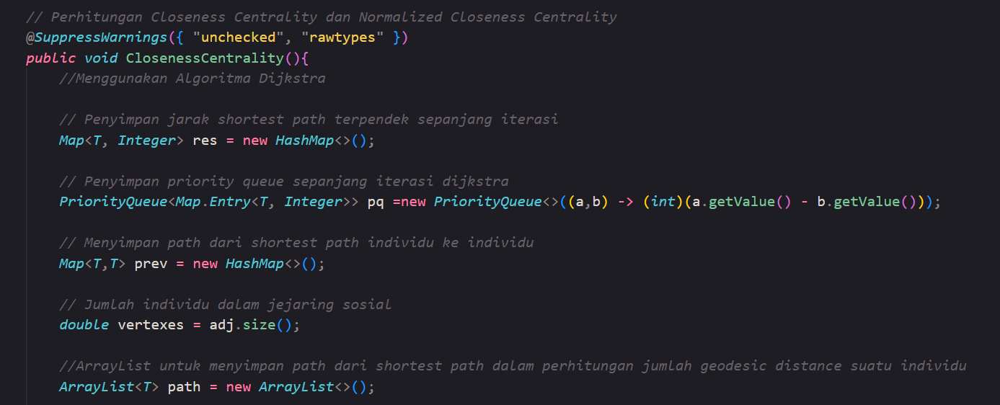 // Perhitungan Closeness Centrality dan Normalized Closeness Centrality
@SuppressWarnings({ "unchecked", "rawtypes" })
public void ClosenessCentrality(){
//Menggunakan Algoritma Dijkstra
// Penyimpan jarak shortest path terpendek sepanjang iterasi
Map<T, Integer> res = new HashMap<>();
// Penyimpan priority queue sepanjang iterasi dijkstra
PriorityQueue<Map.Entry<T, Integer>> pq =new PriorityQueue<>((a,b) -> (int)(a.getValue() - b.getValue()));
// Menyimpan path dari shortest path individu ke individu
Map<T,T> prev = new HashMap<>();
// Jumlah individu dalam jejaring sosial
double vertexes = adj.size();
//ArrayList untuk menyimpan path dari shortest path dalam perhitungan jumlah geodesic distance suatu individu
ArrayList<T> path = new ArrayList<>();